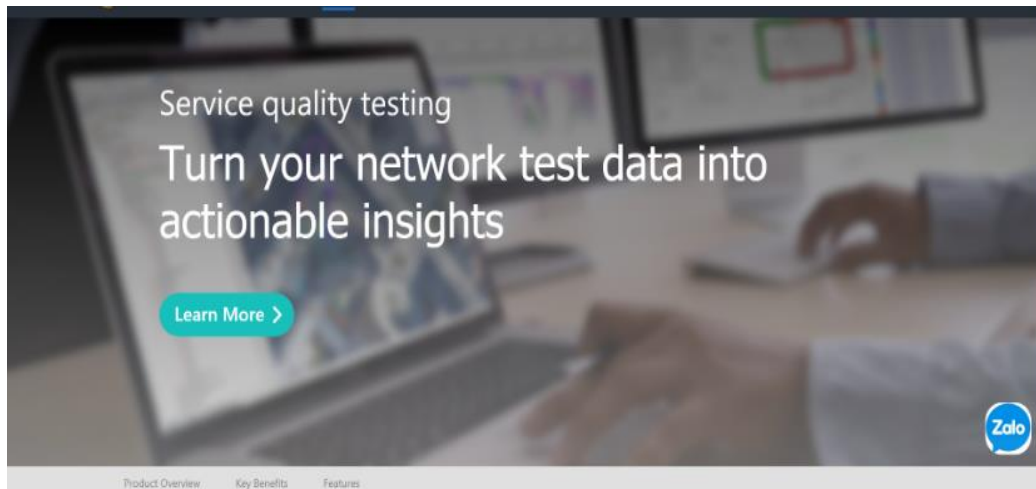 Service quality testing
Turn your network test data into
actionable insights
Learn More
Zalo
Product Overview Key Benefits Features